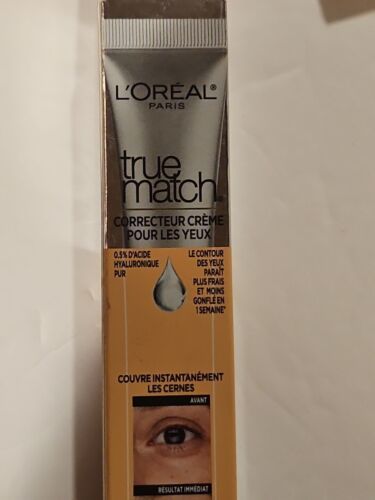 L'ORÉAL®
PARIS
true
match.
CORRECTEUR CRÈME
POUR LES YEUX
0.5% D'ACIDE
HYALURONIQUE
PUR
LE CONTOUR
DES YEUX
PARAÎT
PLUS FRAIS
ET MOINS
GONFLÉ EN
1 SEMAINE*
COUVRE INSTANTANÉMENT
LES CERNES
AVANT
RÉSULTAT IMMÉDIAT